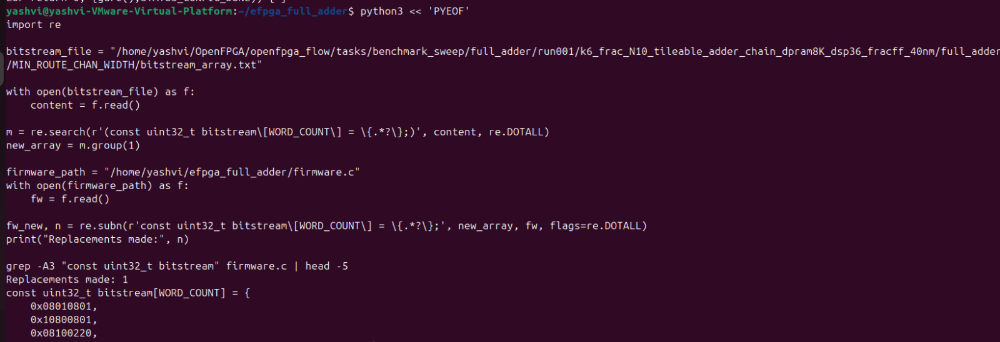 yashvi@yashvi-VMware-Virtual-Platform:~/efpga_full_adder$ python3 << 'PYEOF'
import re

bitstream_file = "/home/yashvi/OpenFPGA/openfpga_flow/tasks/benchmark_sweep/full_adder/run001/k6_frac_N10_tileable_adder_chain_dpram8K_dsp36_fracff_40nm/full_adder
/MIN_ROUTE_CHAN_WIDTH/bitstream_array.txt"

with open(bitstream_file) as f:
    content = f.read()

m = re.search(r'(const uint32_t bitstream\[WORD_COUNT\] = \{.*?\};)', content, re.DOTALL)
new_array = m.group(1)

firmware_path = "/home/yashvi/efpga_full_adder/firmware.c"
with open(firmware_path) as f:
    fw = f.read()

fw_new, n = re.subn(r'const uint32_t bitstream\[WORD_COUNT\] = \{.*?\};', new_array, fw, flags=re.DOTALL)
print("Replacements made:", n)

grep -A3 "const uint32_t bitstream" firmware.c | head -5
Replacements made: 1
const uint32_t bitstream[WORD_COUNT] = {
    0x08010801,
    0x10800801,
    0x08100220,